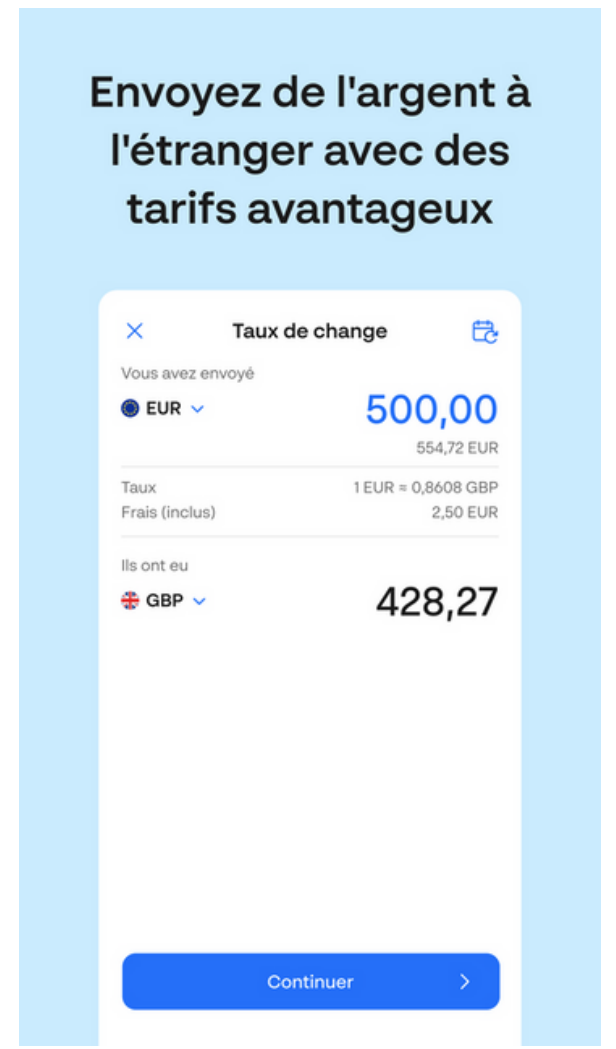 Envoyez de l'argent à
l'étranger avec des
tarifs avantageux
Taux de change
Vous avez envoyé
EUR 500,00
554,72 EUR
Taux 1 EUR ≈ 0,8608 GBP
Frais (inclus) 2,50 EUR
Ils ont eu
GBP 428,27
Continuer